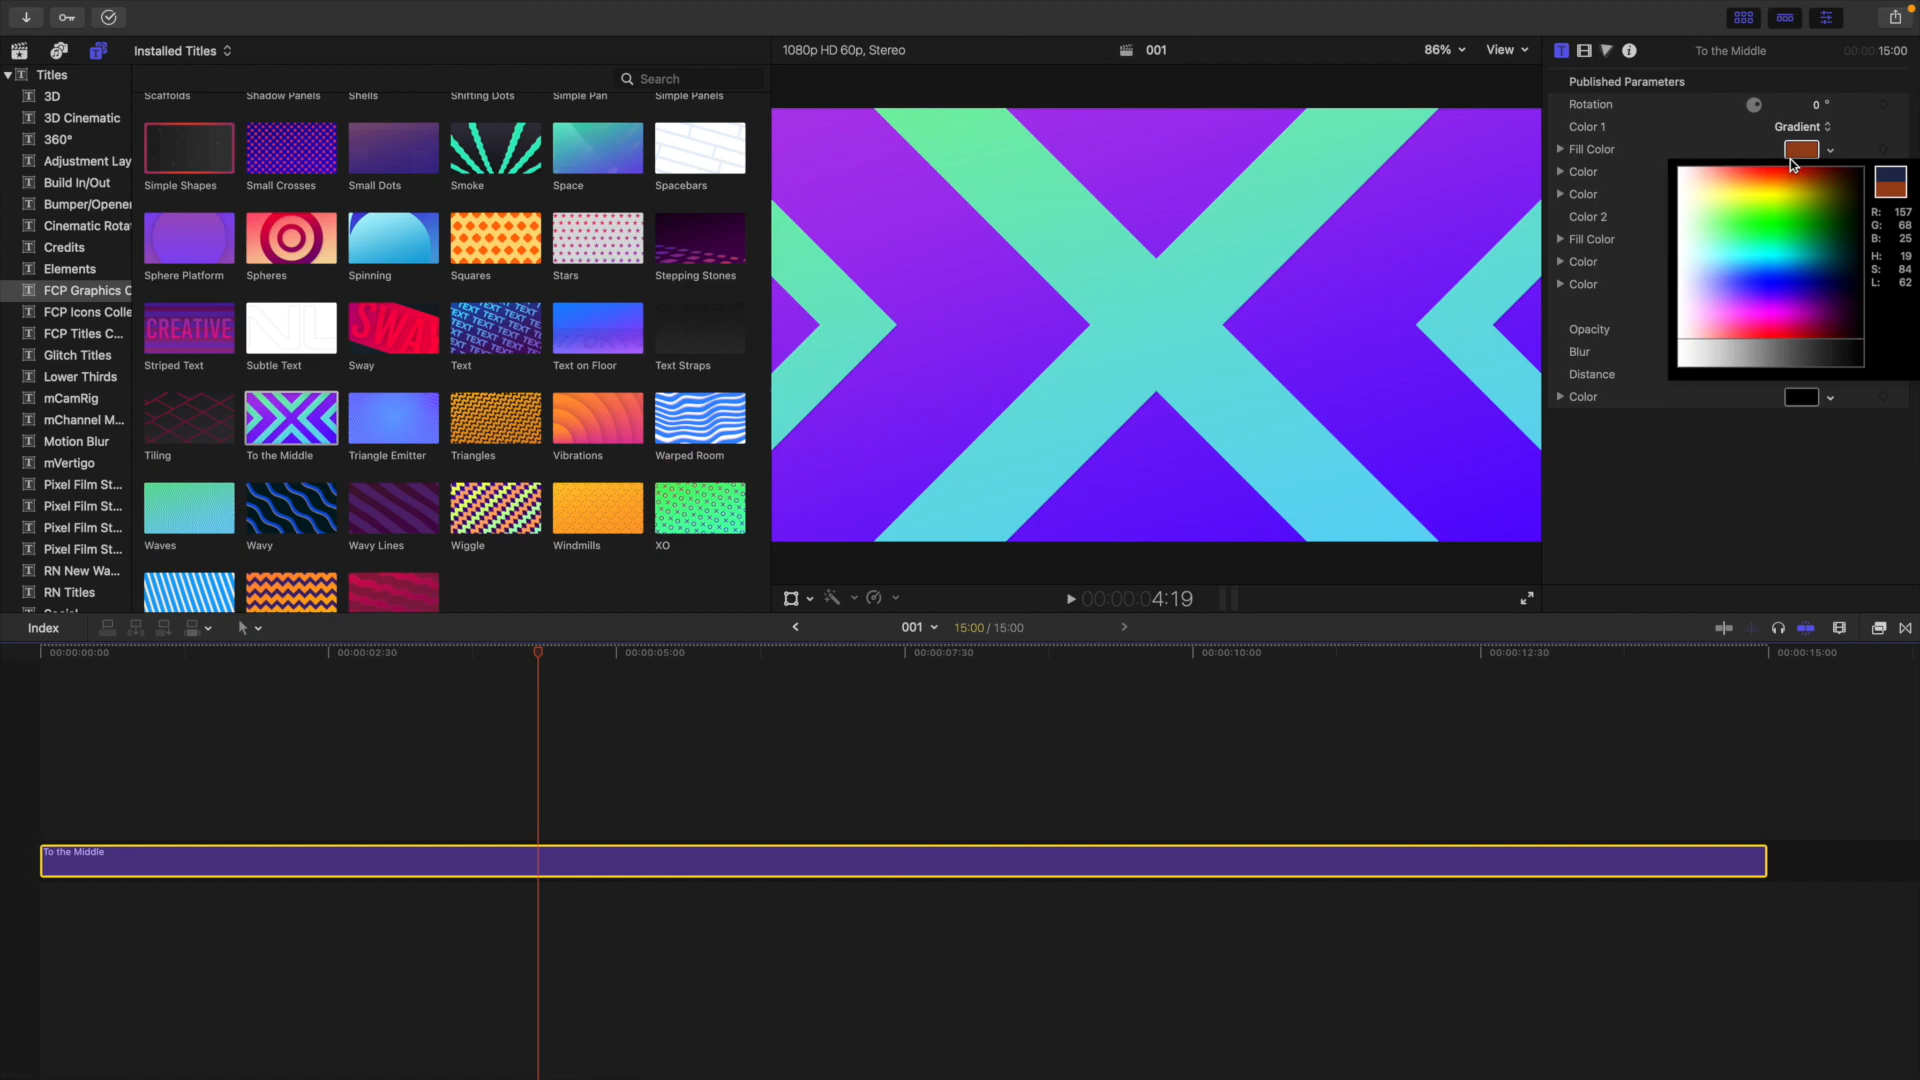 Installed Titles
1080p HD 60p, Stereo
001
86%
View
To the Middle
00:00:15:00
Titles
3D
3D Cinematic
360°
Adjustment Lay
Build In/Out
Bumper/Opener
Cinematic Rota
Credits
Elements
FCP Graphics C
FCP Icons Colle
FCP Titles C...
Glitch Titles
Lower Thirds
mCamRig
mChannel M...
Motion Blur
mVertigo
Pixel Film St...
Pixel Film St...
Pixel Film St...
Pixel Film St...
RN New Wa...
RN Titles
Search
Scaffolds
Shadow Panels
Shells
Shifting Dots
Simple Pan
Simple Panels
Simple Shapes
Small Crosses
Small Dots
Smoke
Space
Spacebars
Sphere Platform
Spheres
Spinning
Squares
Stars
Stepping Stones
CREATIVE
SWAY
Striped Text
Subtle Text
Sway
Text
Text on Floor
Text Straps
Tiling
To the Middle
Triangle Emitter
Triangles
Vibrations
Warped Room
Waves
Wavy
Wavy Lines
Wiggle
Windmills
XO
Published Parameters
Rotation
0 °
Color 1
Gradient
Fill Color
Color
Color
Color 2
Fill Color
Color
Color
Opacity
Blur
Distance
Color
R: 157
G: 68
B: 25
H: 19
S: 84
L: 62
00:00:04:19
Index
001
15:00 / 15:00
00:00:00:00
00:00:02:30
00:00:05:00
00:00:07:30
00:00:10:00
00:00:12:30
00:00:15:00
To the Middle